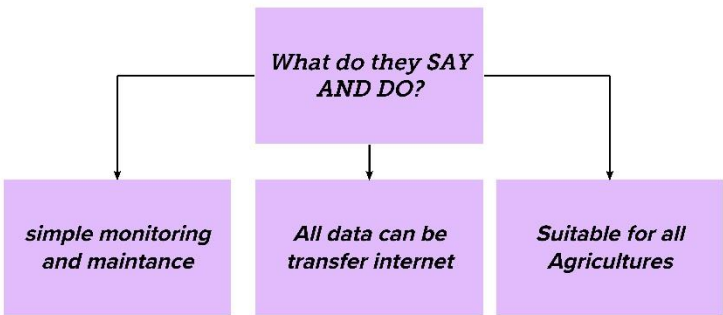 What do they SAY
AND DO?
simple monitoring
and maintance
All data can be
transfer internet
Suitable for all
Agricultures